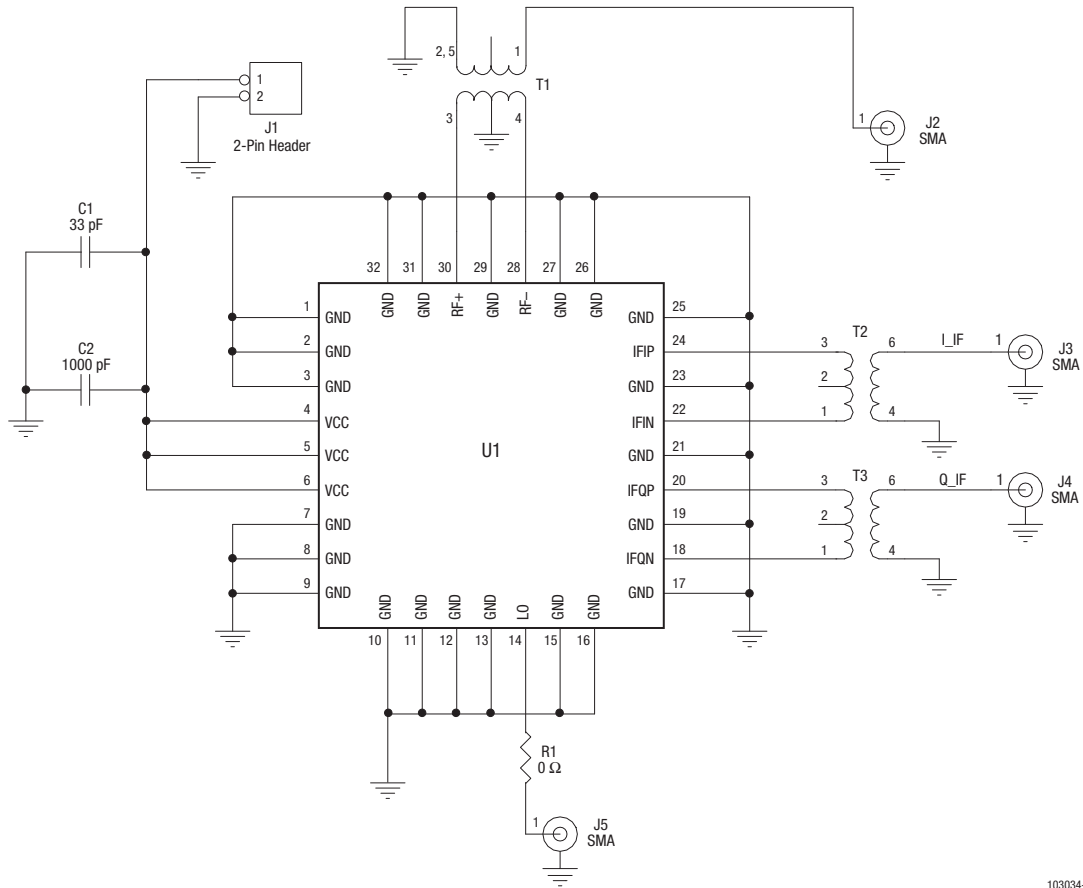 2, 5
1
T1
3
4
1
2
J1
2-Pin Header
1
J2
SMA
C1
33 pF
C2
1000 pF
32
31
30
29
28
27
26
GND
GND
RF+
GND
RF–
GND
GND
1
GND
2
GND
3
GND
4
VCC
5
VCC
6
VCC
7
GND
8
GND
9
GND
U1
GND
25
IFIP
24
GND
23
IFIN
22
GND
21
IFQP
20
GND
19
IFQN
18
GND
17
GND
GND
GND
GND
LO
GND
GND
10
11
12
13
14
15
16
T2
3
2
1
6
4
I_IF
1
J3
SMA
T3
3
2
1
6
4
Q_IF
1
J4
SMA
R1
0 Ω
1
J5
SMA